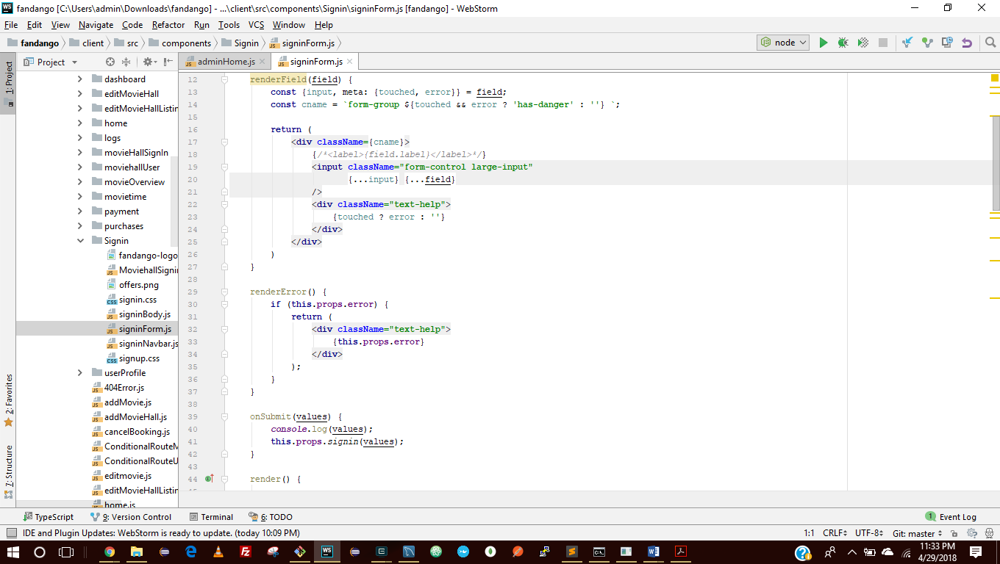 fandango [C:\Users\admin\Downloads\fandango] - ...\client\src\components\Signin\signinForm.js [fandango] - WebStorm
File Edit View Navigate Code Refactor Run Tools VCS Window Help
fandango client src components Signin signinForm.js node
1: Project
2: Favorites
7: Structure
Project
dashboard
editMovieHall
editMovieHallListin
home
logs
movieHallSignIn
moviehallUser
movieOverview
movietime
payment
purchases
Signin
fandango-logo
MoviehallSignin
offers.png
signin.css
signinBody.js
signinForm.js
signinNavbar.js
signup.css
userProfile
404Error.js
addMovie.js
addMovieHall.js
cancelBooking.js
ConditionalRouteM
ConditionalRouteU
editmovie.js
editMovieHallListin
home.js
adminHome.js signinForm.js
12 renderField(field) {
13 const {input, meta: {touched, error}} = field;
14 const cname = `form-group ${touched && error ? 'has-danger' : ''} `;
15
16 return (
17 <div className={cname}>
18 {/*<label>{field.label}</label>*/}
19 <input className="form-control large-input"
20 {...input} {...field}
21 />
22 <div className="text-help">
23 {touched ? error : ''}
24 </div>
25 </div>
26 )
27 }
28
29 renderError() {
30 if (this.props.error) {
31 return (
32 <div className="text-help">
33 {this.props.error}
34 </div>
35 );
36 }
37 }
38
39 onSubmit(values) {
40 console.log(values);
41 this.props.signin(values);
42 }
43
44 render() {
TypeScript 9: Version Control Terminal 6: TODO 1 Event Log
IDE and Plugin Updates: WebStorm is ready to update. (today 10:09 PM) 1:1 CRLF UTF-8 Git: master
11:33 PM
4/29/2018